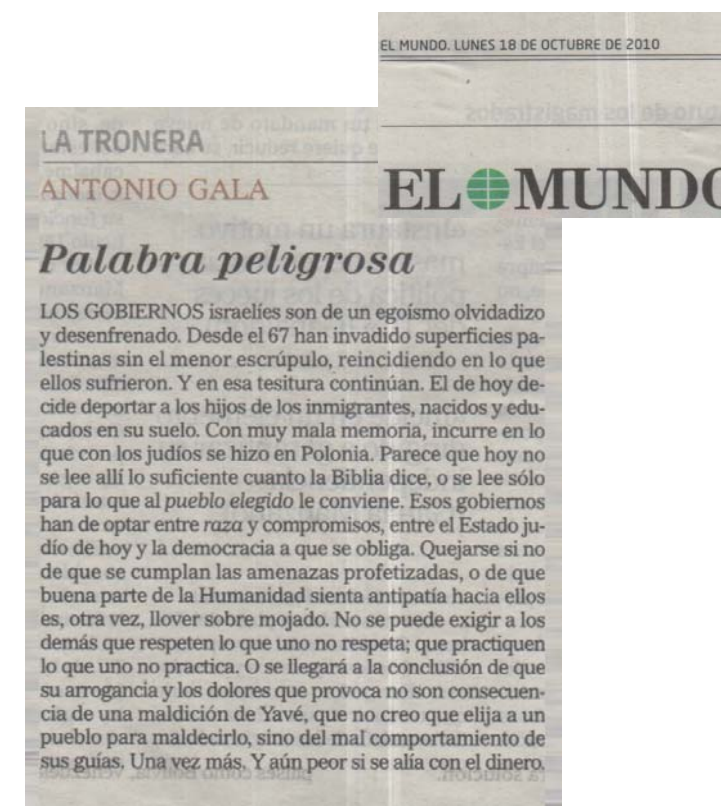 EL MUNDO. LUNES 18 DE OCTUBRE DE 2010
EL MUNDO
LA TRONERA
ANTONIO GALA
Palabra peligrosa
LOS GOBIERNOS israelíes son de un egoísmo olvidadizo
y desenfrenado. Desde el 67 han invadido superficies pa-
lestinas sin el menor escrúpulo, reincidiendo en lo que
ellos sufrieron. Y en esa tesitura continúan. El de hoy de-
cide deportar a los hijos de los inmigrantes, nacidos y edu-
cados en su suelo. Con muy mala memoria, incurre en lo
que con los judíos se hizo en Polonia. Parece que hoy no
se lee allí lo suficiente cuanto la Biblia dice, o se lee sólo
para lo que al pueblo elegido le conviene. Esos gobiernos
han de optar entre raza y compromisos, entre el Estado ju-
dío de hoy y la democracia a que se obliga. Quejarse si no
de que se cumplan las amenazas profetizadas, o de que
buena parte de la Humanidad sienta antipatía hacia ellos
es, otra vez, llover sobre mojado. No se puede exigir a los
demás que respeten lo que uno no respeta; que practiquen
lo que uno no practica. O se llegará a la conclusión de que
su arrogancia y los dolores que provoca no son consecuen-
cia de una maldición de Yavé, que no creo que elija a un
pueblo para maldecirlo, sino del mal comportamiento de
sus guías. Una vez más. Y aún peor si se alía con el dinero.